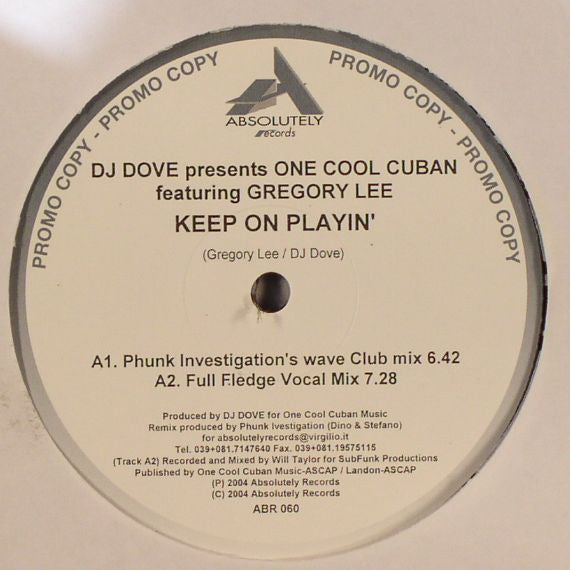 PROMO COPY - PROMO COPY
PROMO COPY - PROMO COPY
ABSOLUTELY
records
DJ DOVE presents ONE COOL CUBAN
featuring GREGORY LEE
KEEP ON PLAYIN'
(Gregory Lee / DJ Dove)
A1. Phunk Investigation's wave Club mix 6.42
A2. Full Fledge Vocal Mix 7.28
Produced by DJ DOVE for One Cool Cuban Music
Remix produced by Phunk Ivestigation (Dino & Stefano)
for absolutelyrecords@virgilio.it
Tel. 039+081.7147640 Fax. 039+081.19575115
(Track A2) Recorded and Mixed by Will Taylor for SubFunk Productions
Published by One Cool Cuban Music-ASCAP / Landon-ASCAP
(P) 2004 Absolutely Records
(C) 2004 Absolutely Records
ABR 060